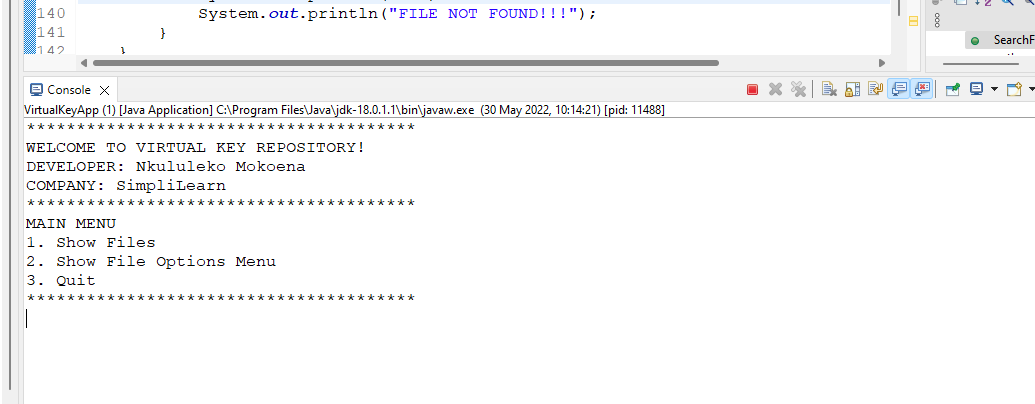 140 System.out.println("FILE NOT FOUND!!!");
141 }
142 }
SearchF
Console
VirtualKeyApp (1) [Java Application] C:\Program Files\Java\jdk-18.0.1.1\bin\javaw.exe (30 May 2022, 10:14:21) [pid: 11488]
***************************************
WELCOME TO VIRTUAL KEY REPOSITORY!
DEVELOPER: Nkululeko Mokoena
COMPANY: SimpliLearn
***************************************
MAIN MENU
1. Show Files
2. Show File Options Menu
3. Quit
***************************************